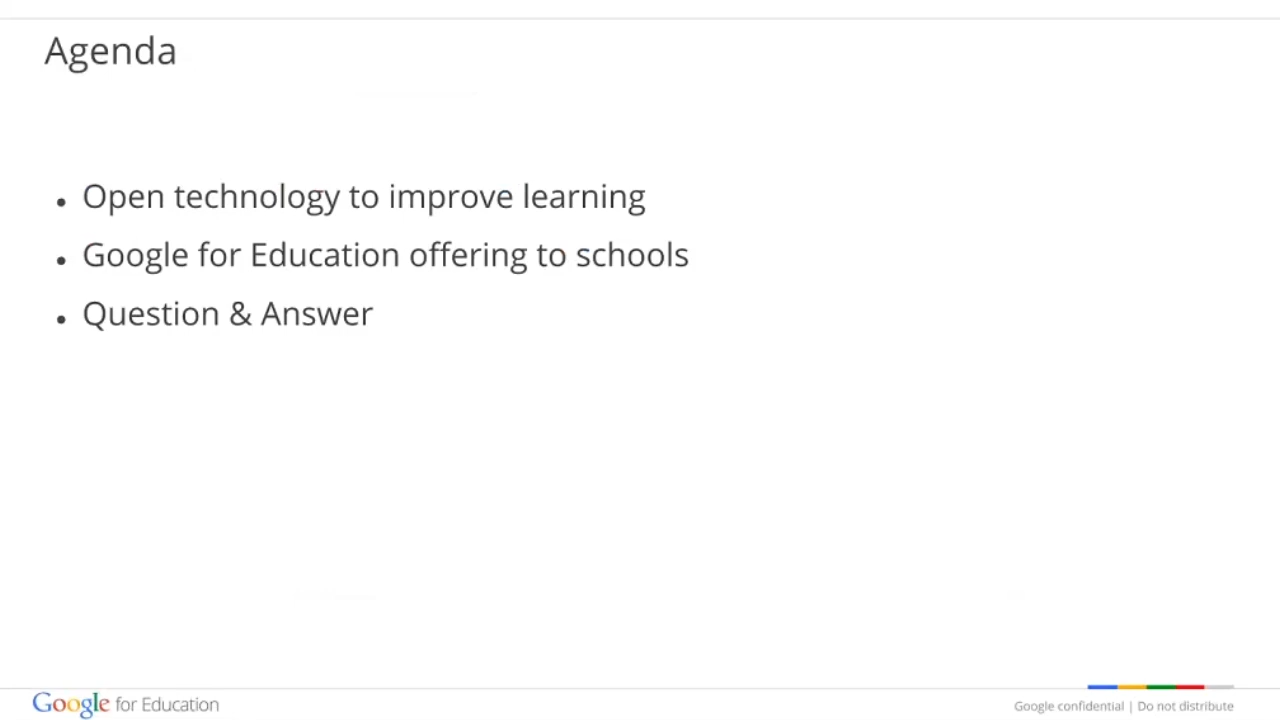 Agenda
• Open technology to improve learning
• Google for Education offering to schools
• Question & Answer
Google for Education
Google confidential | Do not distribute